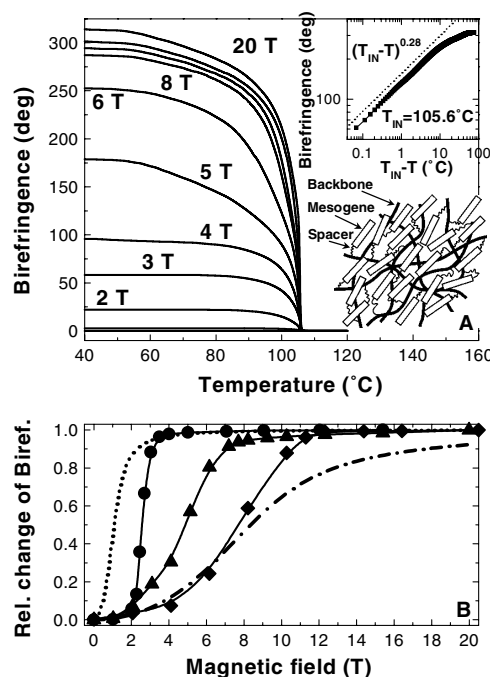 300
250
200
150
100
50
0
Birefringence (deg)
20 T
8 T
6 T
5 T
4 T
3 T
2 T
40 60 80 100 120 140 160
Temperature (°C)
Birefringence (deg)
100
(T_IN-T)^0.28
T_IN=105.6°C
0.1 1 10 100
T_IN-T (°C)
Backbone
Mesogene
Spacer
A
Rel. change of Biref.
1.0
0.8
0.6
0.4
0.2
0.0
B
0 2 4 6 8 10 12 14 16 18 20
Magnetic field (T)